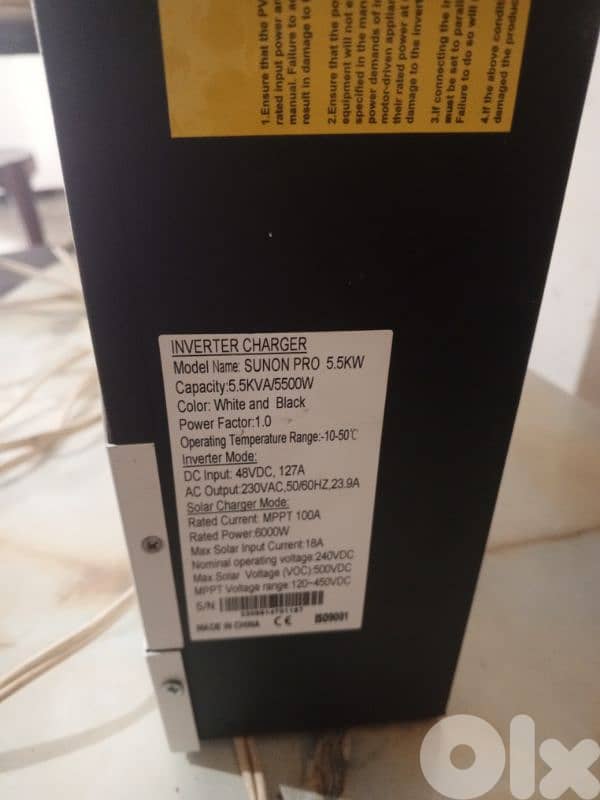 1.Ensure that the PV
rated input power ar
manual. Failure to a
result in damage to
2.Ensure that the po
equipment will not e
specified in the man
power demands of i
motor-driven applian
their rated power at
damage to the invert
3.If connecting the in
must be set to parall
Failure to do so will
4.If the above condit
damaged the produc
INVERTER CHARGER
Model Name: SUNON PRO 5.5KW
Capacity:5.5KVA/5500W
Color: White and Black
Power Factor:1.0
Operating Temperature Range:-10-50℃
Inverter Mode:
DC Input: 48VDC, 127A
AC Output:230VAC,50/60HZ,23.9A
Solar Charger Mode:
Rated Current: MPPT 100A
Rated Power:6000W
Max Solar Input Current:18A
Nominal operating voltage:240VDC
Max Solar Voltage (VOC):500VDC
MPPT Voltage range:120~450VDC
S/N
MADE IN CHINA CE ISO9001
OLX